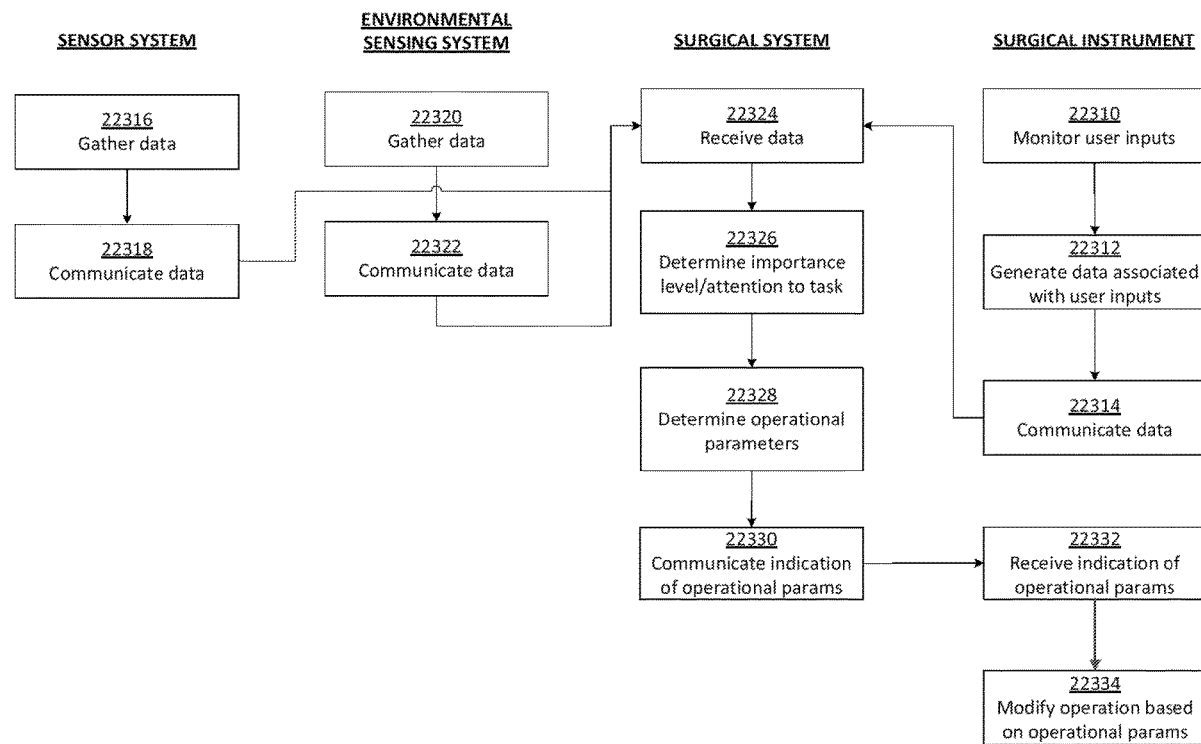 SENSOR SYSTEM
ENVIRONMENTAL
SENSING SYSTEM
SURGICAL SYSTEM
SURGICAL INSTRUMENT
22316
Gather data
22318
Communicate data
22320
Gather data
22322
Communicate data
22324
Receive data
22326
Determine importance
level/attention to task
22328
Determine operational
parameters
22330
Communicate indication
of operational params
22310
Monitor user inputs
22312
Generate data associated
with user inputs
22314
Communicate data
22332
Receive indication of
operational params
22334
Modify operation based
on operational params